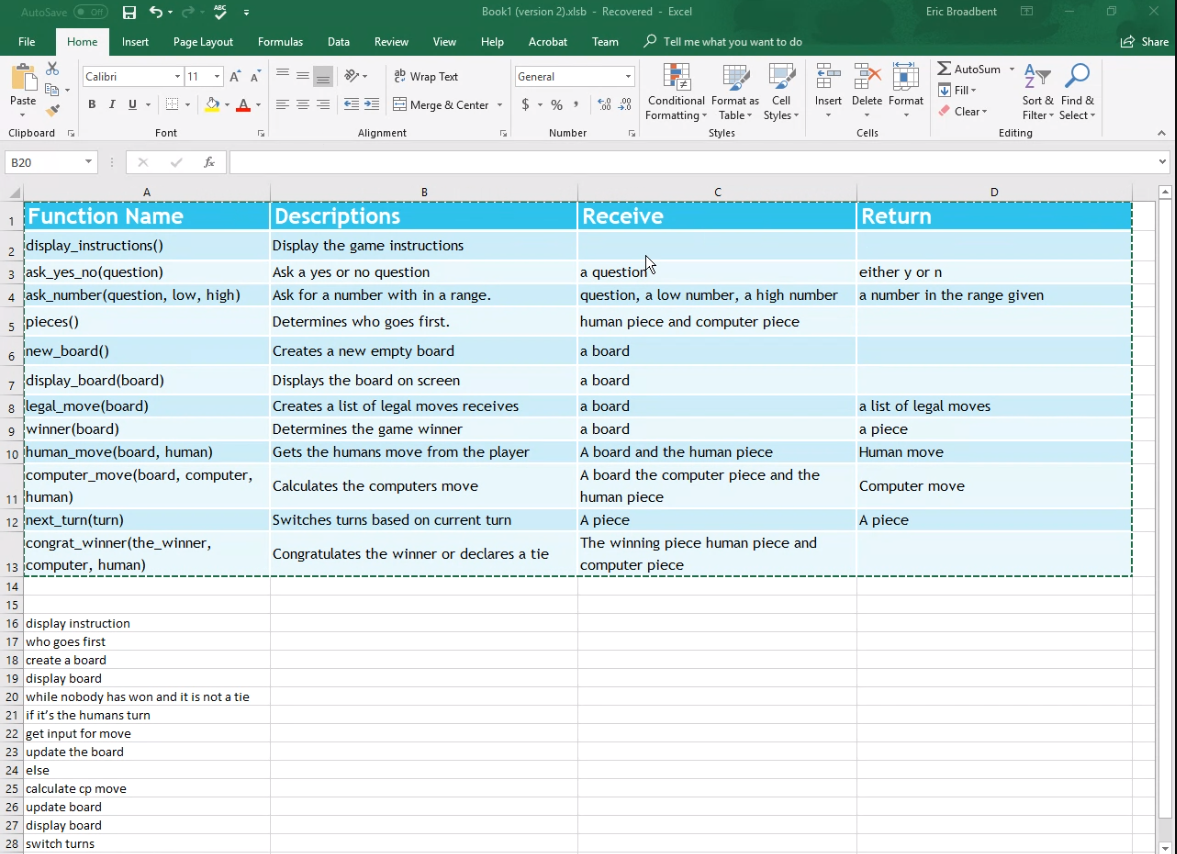 AutoSave Off Book1 (version 2).xlsb - Recovered - Excel Eric Broadbent
File Home Insert Page Layout Formulas Data Review View Help Acrobat Team Tell me what you want to do Share
Paste Calibri 11 A A Wrap Text General Conditional Formatting Format as Table Cell Styles Insert Delete Format AutoSum Fill Clear Sort & Filter Find & Select
B I U A Merge & Center $ % ,
Clipboard Font Alignment Number Styles Cells Editing
B20 fx
A B C D
1 Function Name Descriptions Receive Return
2 display_instructions() Display the game instructions
3 ask_yes_no(question) Ask a yes or no question a question either y or n
4 ask_number(question, low, high) Ask for a number with in a range. question, a low number, a high number a number in the range given
5 pieces() Determines who goes first. human piece and computer piece
6 new_board() Creates a new empty board a board
7 display_board(board) Displays the board on screen a board
8 legal_move(board) Creates a list of legal moves receives a board a list of legal moves
9 winner(board) Determines the game winner a board a piece
10 human_move(board, human) Gets the humans move from the player A board and the human piece Human move
11 computer_move(board, computer, human) Calculates the computers move A board the computer piece and the human piece Computer move
12 next_turn(turn) Switches turns based on current turn A piece A piece
13 congrat_winner(the_winner, computer, human) Congratulates the winner or declares a tie The winning piece human piece and computer piece
14
15
16 display instruction
17 who goes first
18 create a board
19 display board
20 while nobody has won and it is not a tie
21 if it's the humans turn
22 get input for move
23 update the board
24 else
25 calculate cp move
26 update board
27 display board
28 switch turns